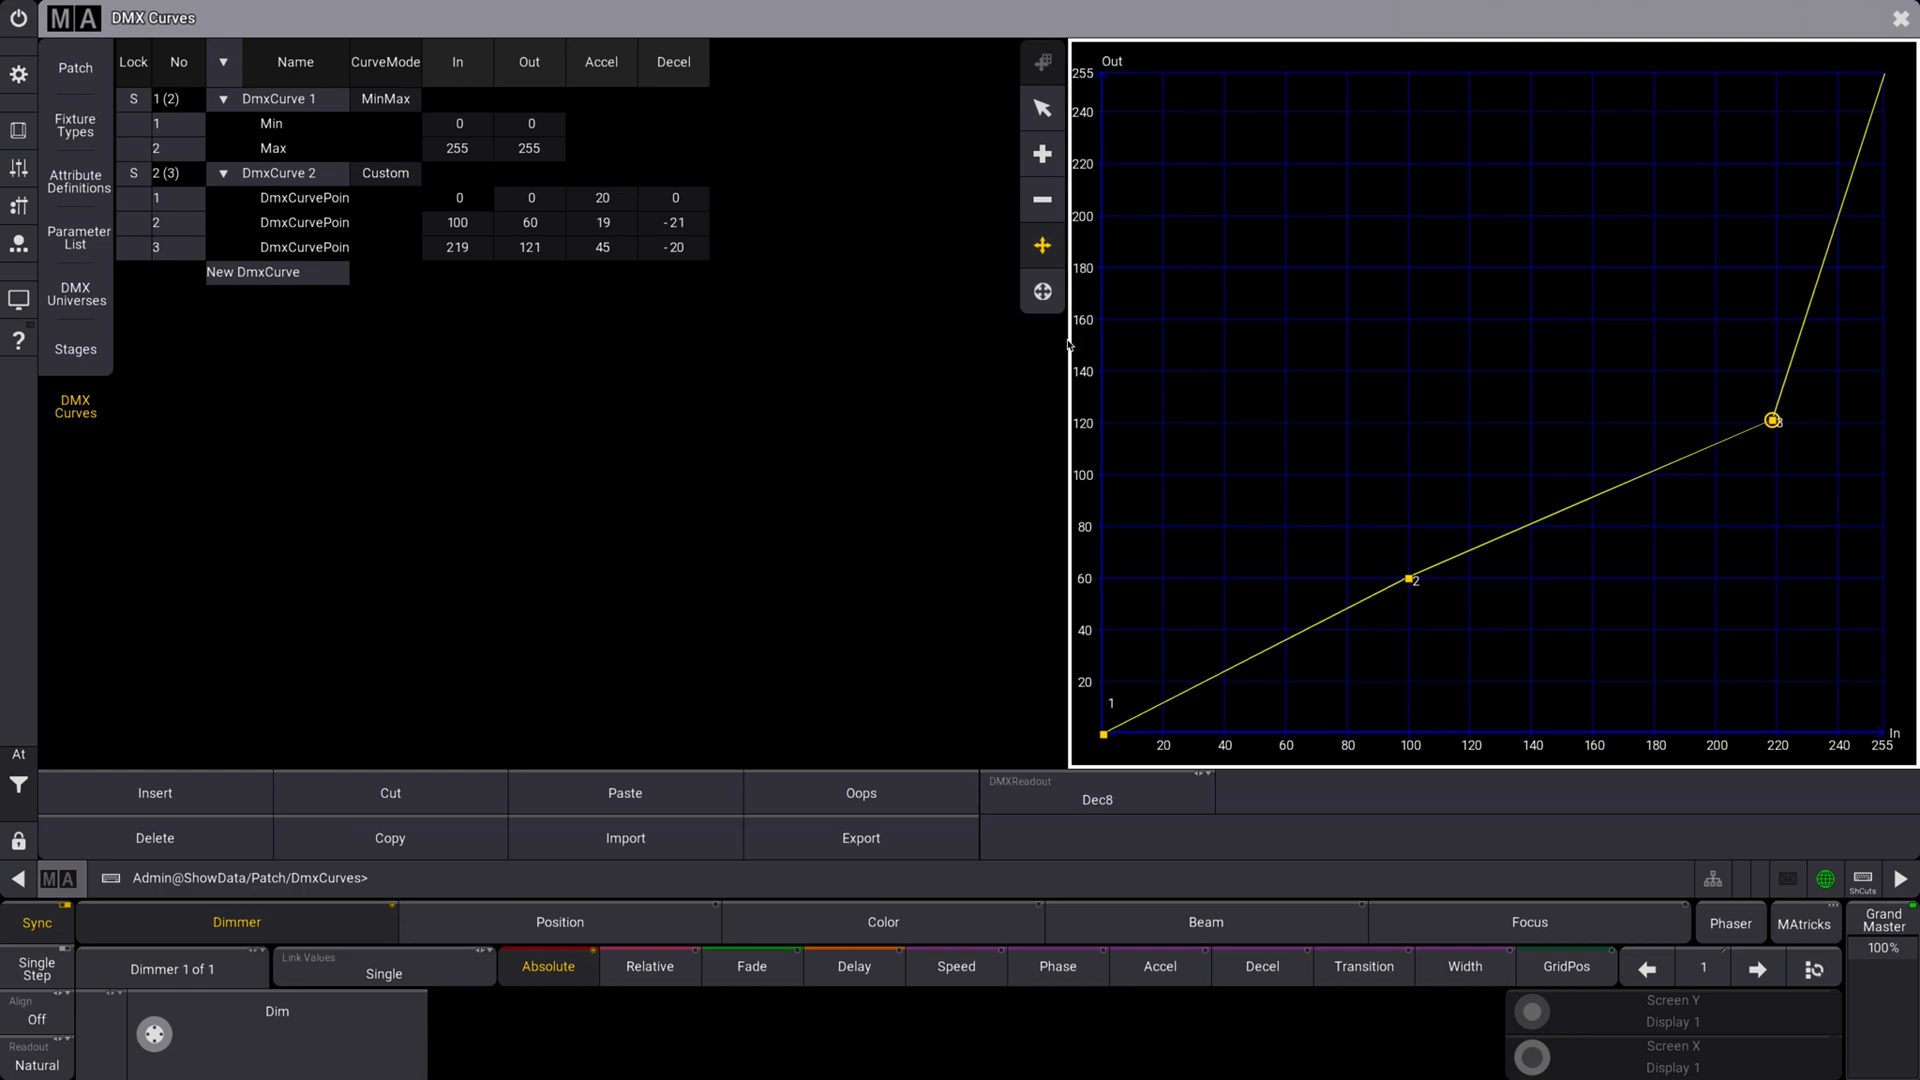 MA DMX Curves
Patch
Fixture
Types
Attribute
Definitions
Parameter
List
DMX
Universes
Stages
DMX
Curves
Lock No Name CurveMode In Out Accel Decel
S 1 (2) DmxCurve 1 MinMax
1 Min 0 0
2 Max 255 255
S 2 (3) DmxCurve 2 Custom
1 DmxCurvePoin 0 0 20 0
2 DmxCurvePoin 100 60 19 -21
3 DmxCurvePoin 219 121 45 -20
New DmxCurve
Out
255
240
220
200
180
160
140
120
100
80
60
40
20
1
2
3
In
20 40 60 80 100 120 140 160 180 200 220 240 255
?
At
Insert Cut Paste Oops
DMXReadout
Dec8
Delete Copy Import Export
MA Admin@ShowData/Patch/DmxCurves>
ShCuts
Sync Dimmer Position Color Beam Focus Phaser MAtricks
Grand
Master
100%
Single
Step
Dimmer 1 of 1
Link Values
Single
Absolute Relative Fade Delay Speed Phase Accel Decel Transition Width GridPos 1
Align
Off
Readout
Natural
Dim
Screen Y
Display 1
Screen X
Display 1